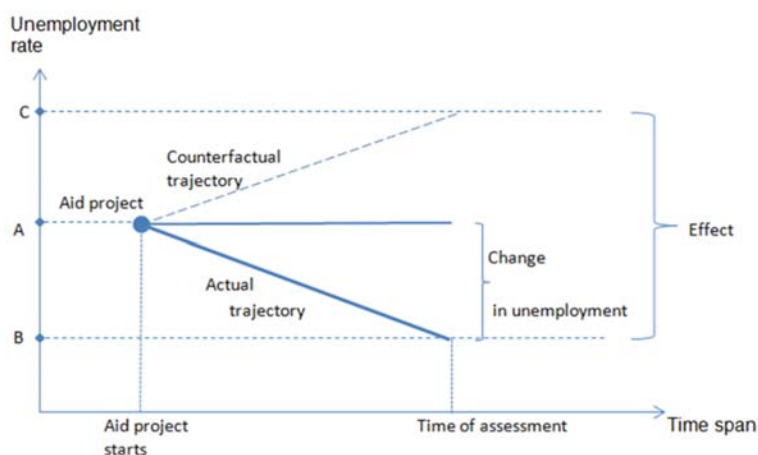 Unemployment
rate
C
Counterfactual
trajectory
Aid project
A
Effect
Change
Actual
trajectory
in unemployment
B
Aid project
starts
Time of assessment
Time span